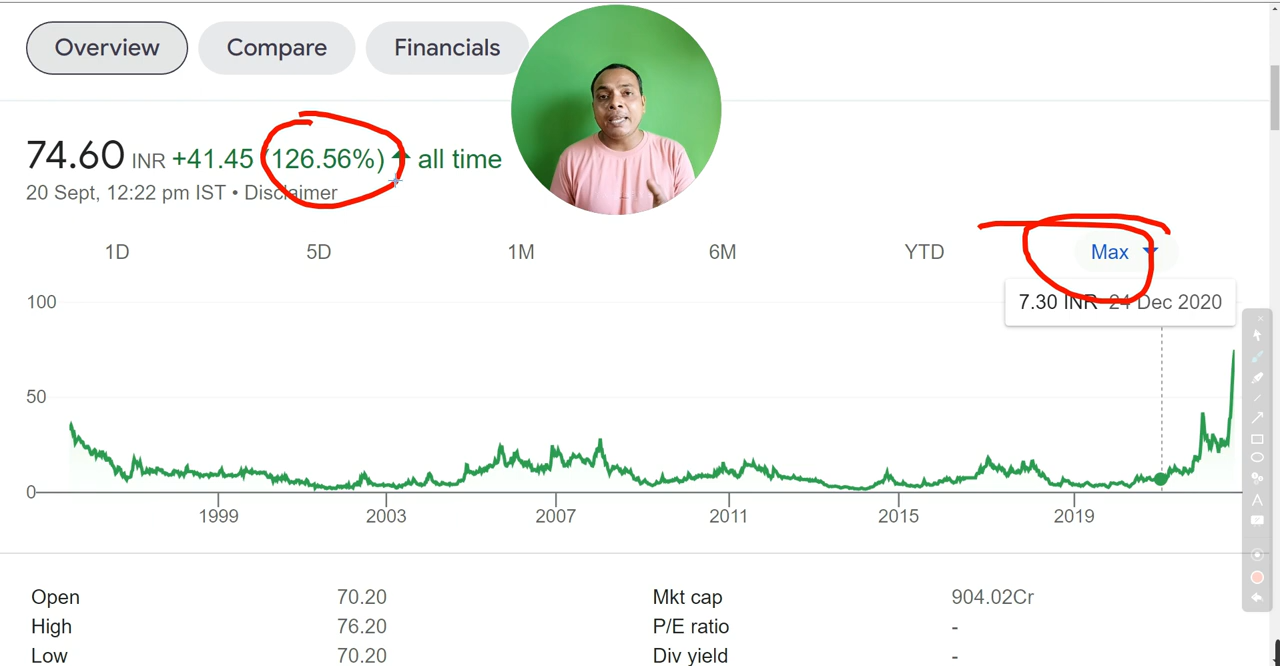 Overview Compare Financials
74.60 INR +41.45 (126.56%) all time
20 Sept, 12:22 pm IST • Disclaimer
1D 5D 1M 6M YTD Max
7.30 INR 24 Dec 2020
100
50
0
1999 2003 2007 2011 2015 2019
Open 70.20 Mkt cap 904.02Cr
High 76.20 P/E ratio -
Low 70.20 Div yield -